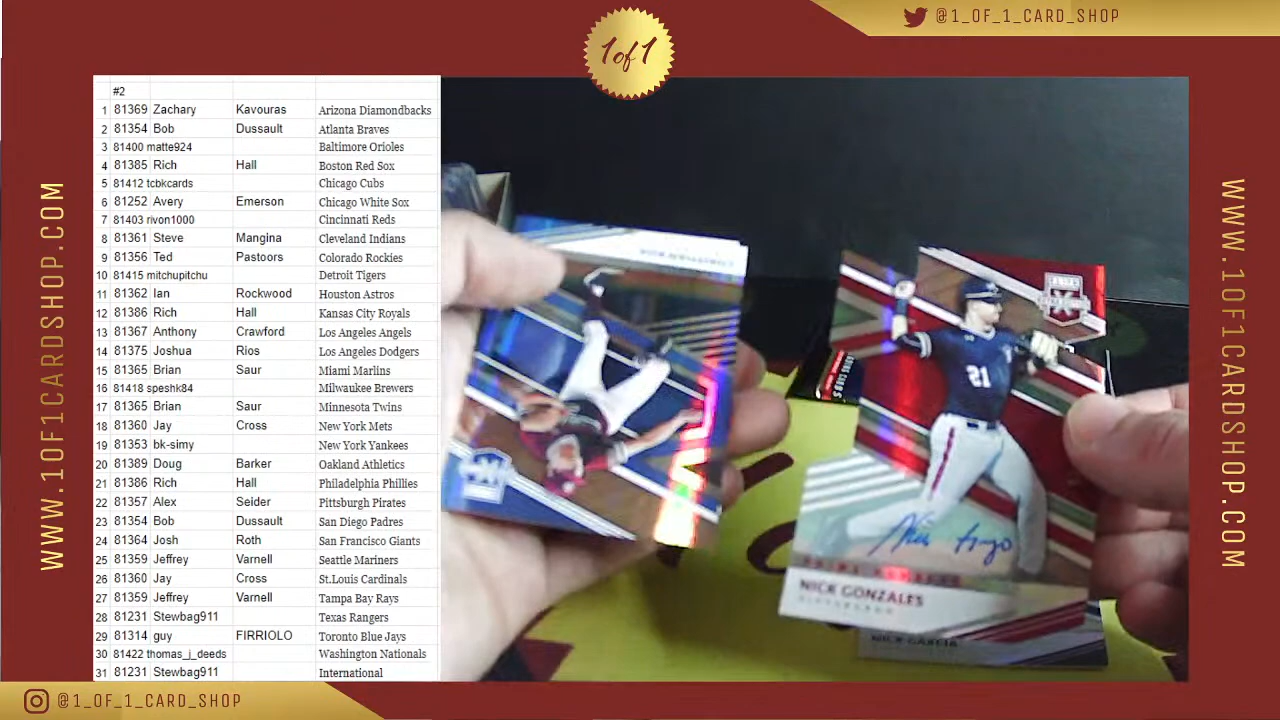 @1_OF_1_CARD_SHOP
1of1
#2
1 81369 Zachary Kavouras Arizona Diamondbacks
2 81354 Bob Dussault Atlanta Braves
3 81400 matte924 Baltimore Orioles
4 81385 Rich Hall Boston Red Sox
5 81412 tcbkcards Chicago Cubs
6 81252 Avery Emerson Chicago White Sox
7 81403 rivon1000 Cincinnati Reds
8 81361 Steve Mangina Cleveland Indians
9 81356 Ted Pastoors Colorado Rockies
10 81415 mitchupitchu Detroit Tigers
11 81362 Ian Rockwood Houston Astros
12 81386 Rich Hall Kansas City Royals
13 81367 Anthony Crawford Los Angeles Angels
14 81375 Joshua Rios Los Angeles Dodgers
15 81365 Brian Saur Miami Marlins
16 81418 speshk84 Milwaukee Brewers
17 81365 Brian Saur Minnesota Twins
18 81360 Jay Cross New York Mets
19 81353 bk-simy New York Yankees
20 81389 Doug Barker Oakland Athletics
21 81386 Rich Hall Philadelphia Phillies
22 81357 Alex Seider Pittsburgh Pirates
23 81354 Bob Dussault San Diego Padres
24 81364 Josh Roth San Francisco Giants
25 81359 Jeffrey Varnell Seattle Mariners
26 81360 Jay Cross St.Louis Cardinals
27 81359 Jeffrey Varnell Tampa Bay Rays
28 81231 Stewbag911 Texas Rangers
29 81314 guy FIRRIOLO Toronto Blue Jays
30 81422 thomas_j_deeds Washington Nationals
31 81231 Stewbag911 International
21
NICK GONZALES
PITTSBURGH
NICK GARCIA
WWW.1OF1CARDSHOP.COM
WWW.1OF1CARDSHOP.COM
@1_OF_1_CARD_SHOP